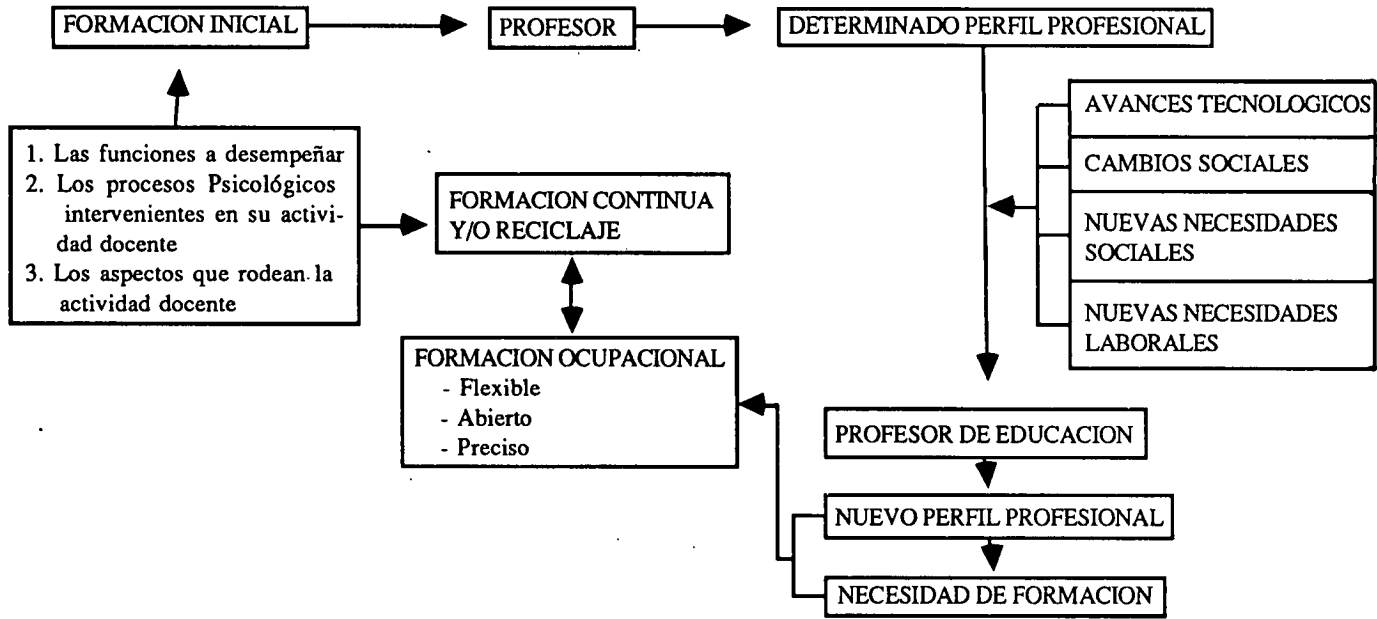 FORMACION INICIAL
PROFESOR
DETERMINADO PERFIL PROFESIONAL
AVANCES TECNOLOGICOS
CAMBIOS SOCIALES
NUEVAS NECESIDADES
SOCIALES
NUEVAS NECESIDADES
LABORALES
1. Las funciones a desempeñar
2. Los procesos Psicológicos
intervenientes en su activi-
dad docente
3. Los aspectos que rodean la
actividad docente
FORMACION CONTINUA
Y/O RECICLAJE
FORMACION OCUPACIONAL
- Flexible
- Abierto
- Preciso
PROFESOR DE EDUCACION
NUEVO PERFIL PROFESIONAL
NECESIDAD DE FORMACION